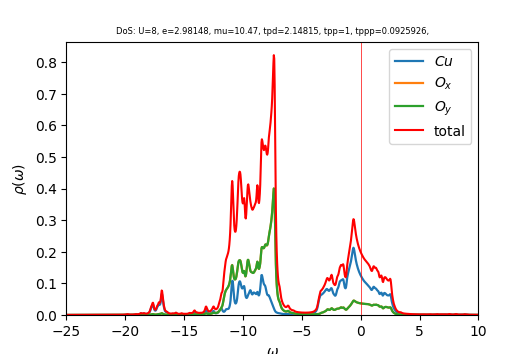 DoS: U=8, e=2.98148, mu=10.47, tpd=2.14815, tpp=1, tppp=0.0925926,
0.8
0.7
0.6
0.5
0.4
0.3
0.2
0.1
0.0
ρ(ω)
Cu
Oₓ
O_y
total
−25
−20
−15
−10
−5
0
5
10
ω